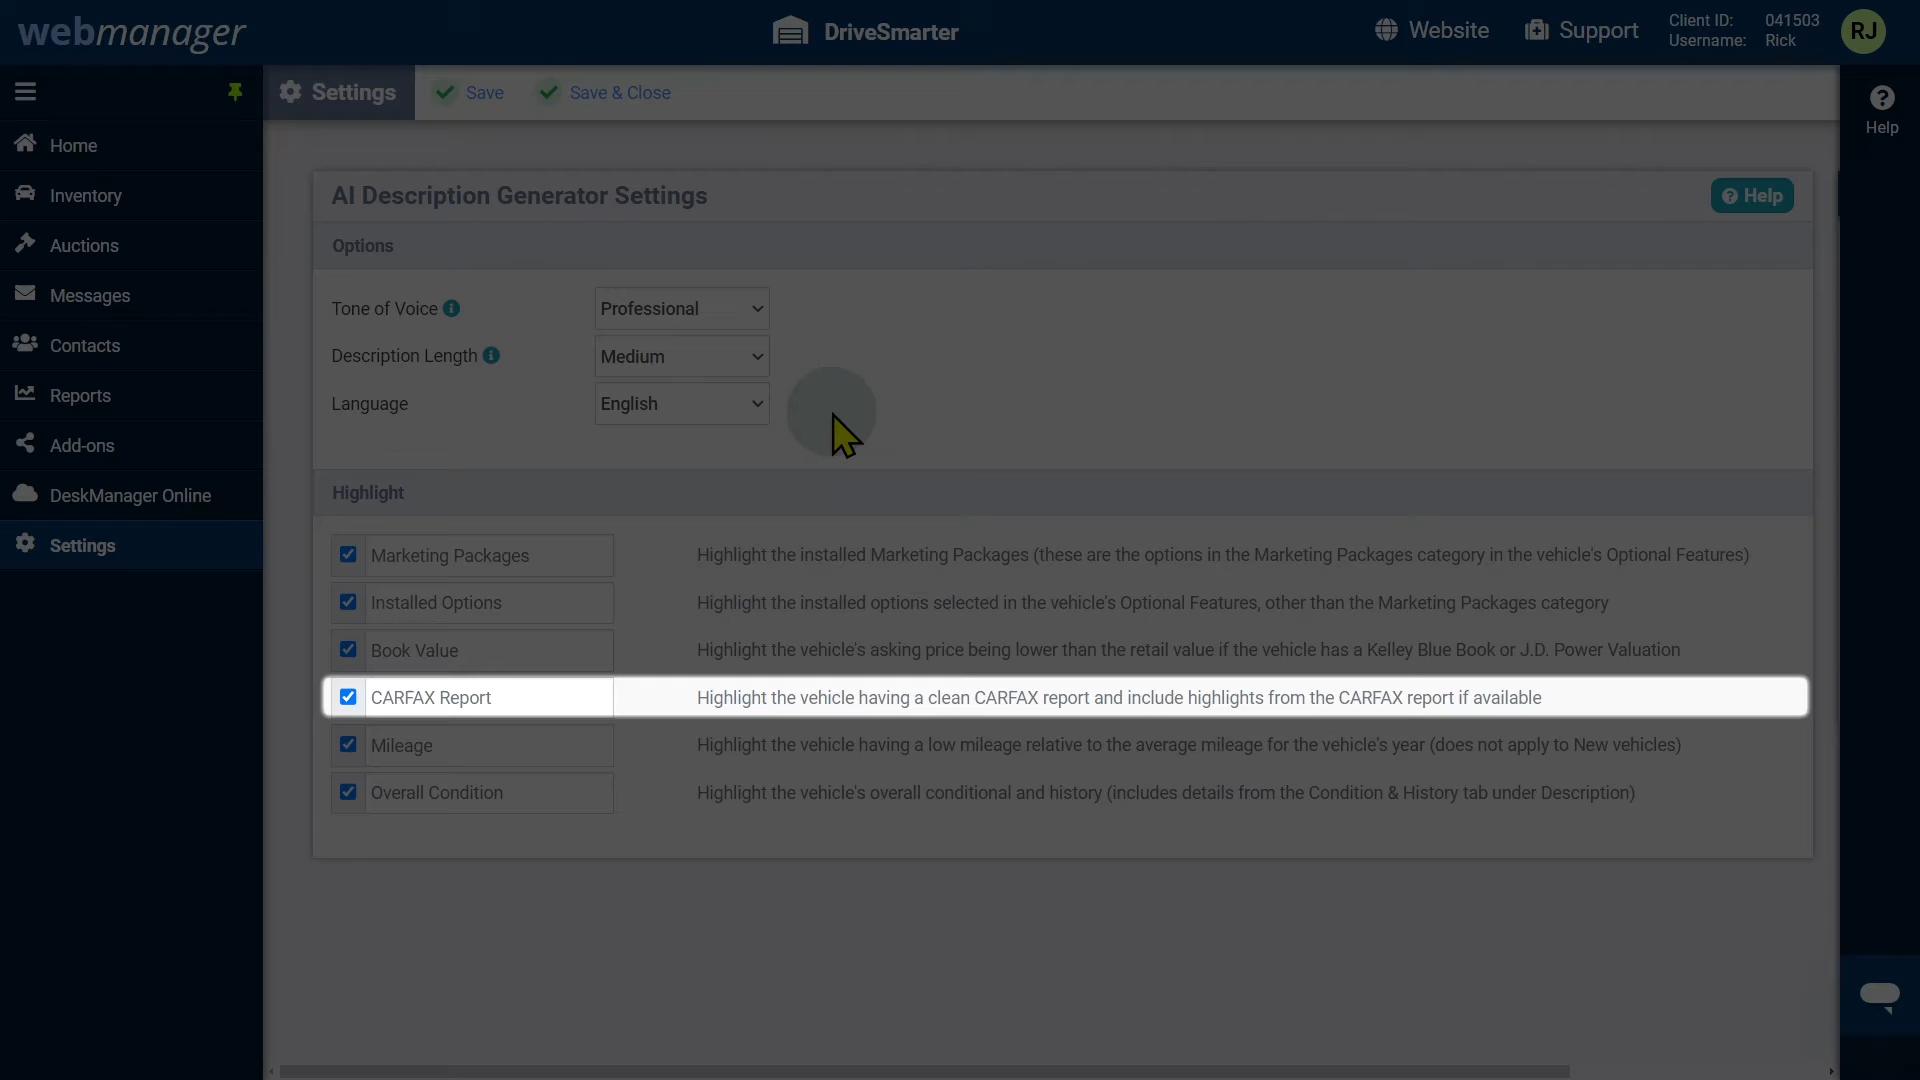 webmanager
DriveSmarter
Website
Support
Client ID: 041503
Username: Rick
RJ
Settings
Save
Save & Close
Help
Home
Inventory
Auctions
Messages
Contacts
Reports
Add-ons
DeskManager Online
Settings
AI Description Generator Settings
Help
Options
Tone of Voice
Professional
Description Length
Medium
Language
English
Highlight
Marketing Packages
Highlight the installed Marketing Packages (these are the options in the Marketing Packages category in the vehicle's Optional Features)
Installed Options
Highlight the installed options selected in the vehicle's Optional Features, other than the Marketing Packages category
Book Value
Highlight the vehicle's asking price being lower than the retail value if the vehicle has a Kelley Blue Book or J.D. Power Valuation
CARFAX Report
Highlight the vehicle having a clean CARFAX report and include highlights from the CARFAX report if available
Mileage
Highlight the vehicle having a low mileage relative to the average mileage for the vehicle's year (does not apply to New vehicles)
Overall Condition
Highlight the vehicle's overall conditional and history (includes details from the Condition & History tab under Description)